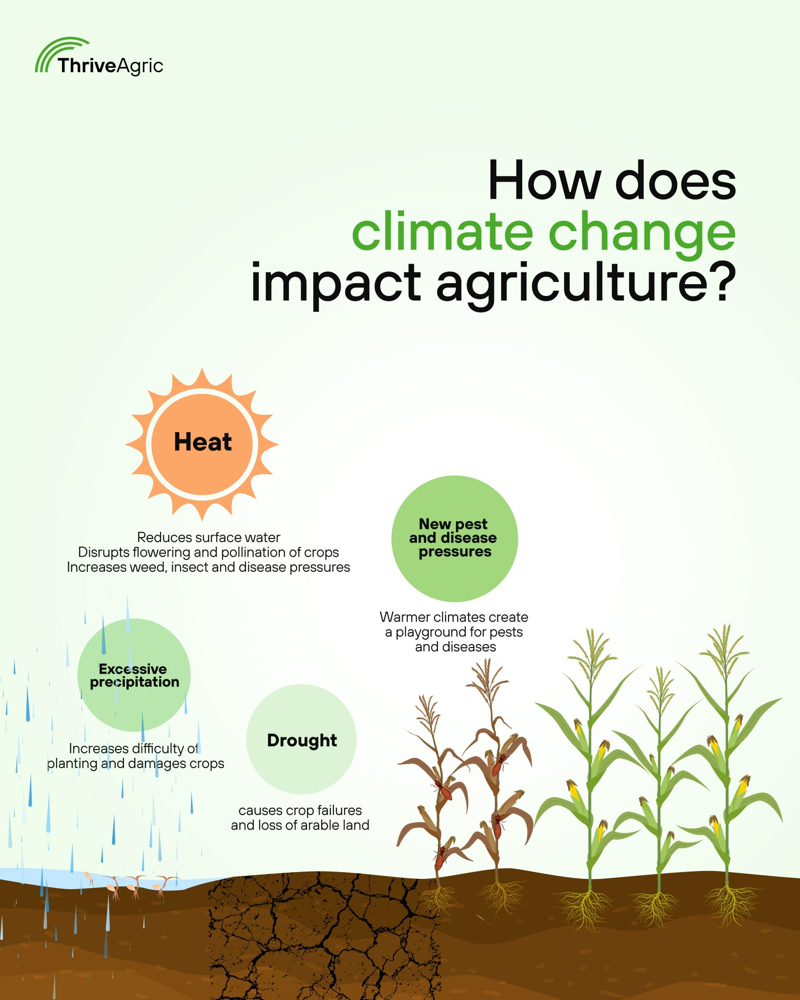 ThriveAgric
How does
climate change
impact agriculture?
Heat
Reduces surface water
Disrupts flowering and pollination of crops
Increases weed, insect and disease pressures
New pest
and disease
pressures
Warmer climates create
a playground for pests
and diseases
Excessive
precipitation
Increases difficulty of
planting and damages crops
Drought
causes crop failures
and loss of arable land